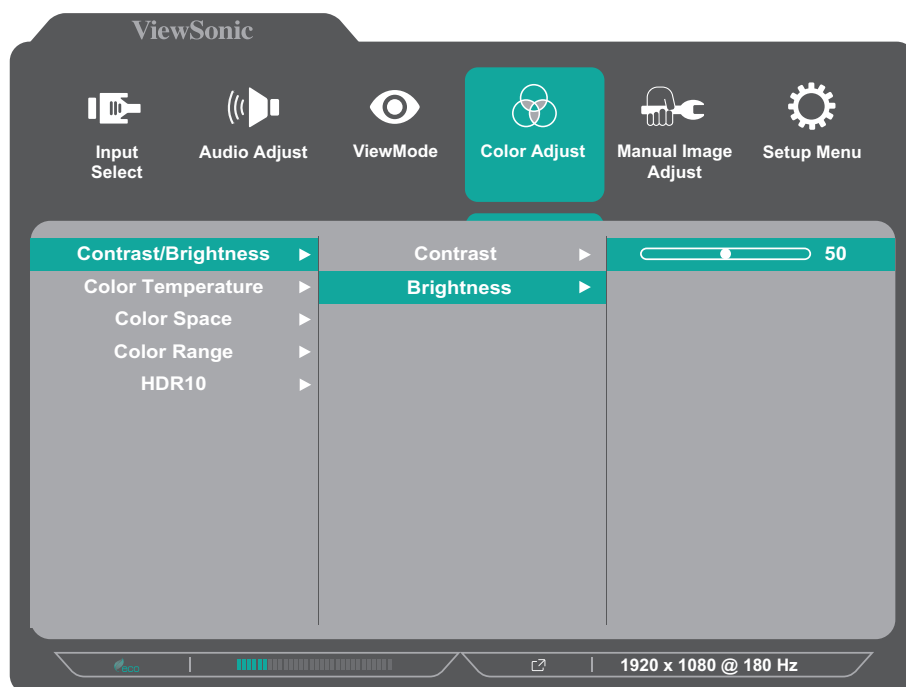 ViewSonic
Input
Select
Audio Adjust
ViewMode
Color Adjust
Manual Image
Adjust
Setup Menu
Contrast/Brightness
Contrast
50
Color Temperature
Brightness
Color Space
Color Range
HDR10
eco
1920 x 1080 @ 180 Hz